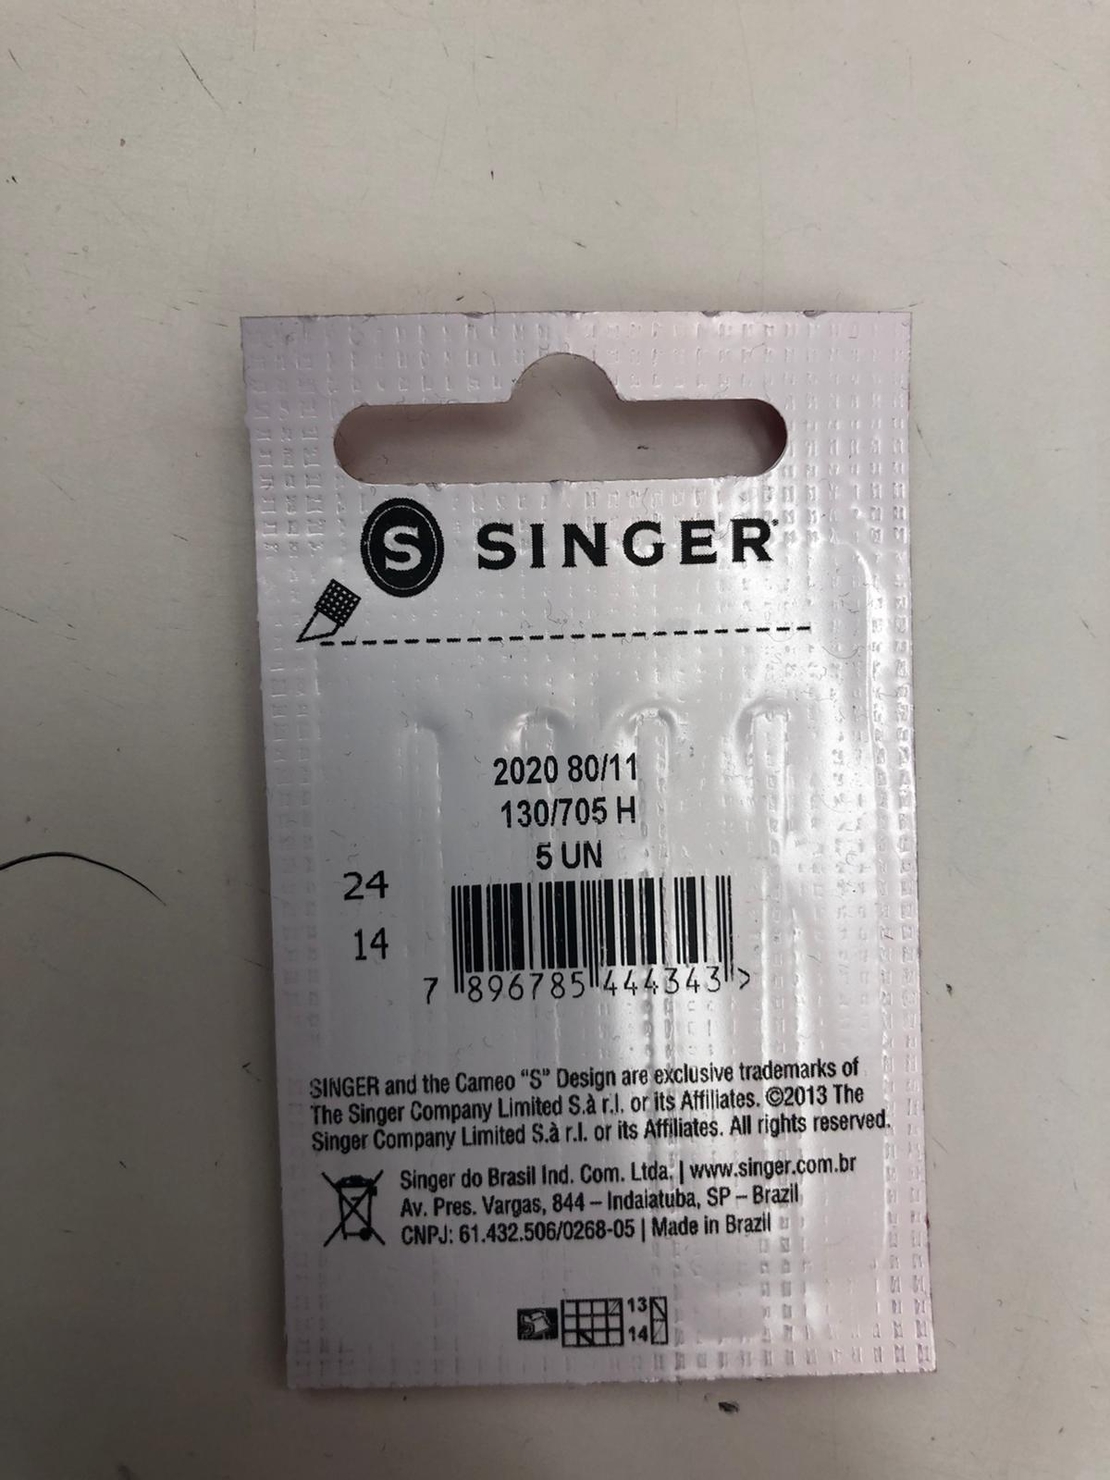 S SINGER
2020 80/11
130/705 H
5 UN
24
14
7 896785 444343 >
SINGER and the Cameo "S" Design are exclusive trademarks of
The Singer Company Limited S.à r.l. or its Affiliates. ©2013 The
Singer Company Limited S.à r.l. or its Affiliates. All rights reserved.
Singer do Brasil Ind. Com. Ltda. | www.singer.com.br
Av. Pres. Vargas, 844 – Indaiatuba, SP – Brazil
CNPJ: 61.432.506/0268-05 | Made in Brazil
13
14